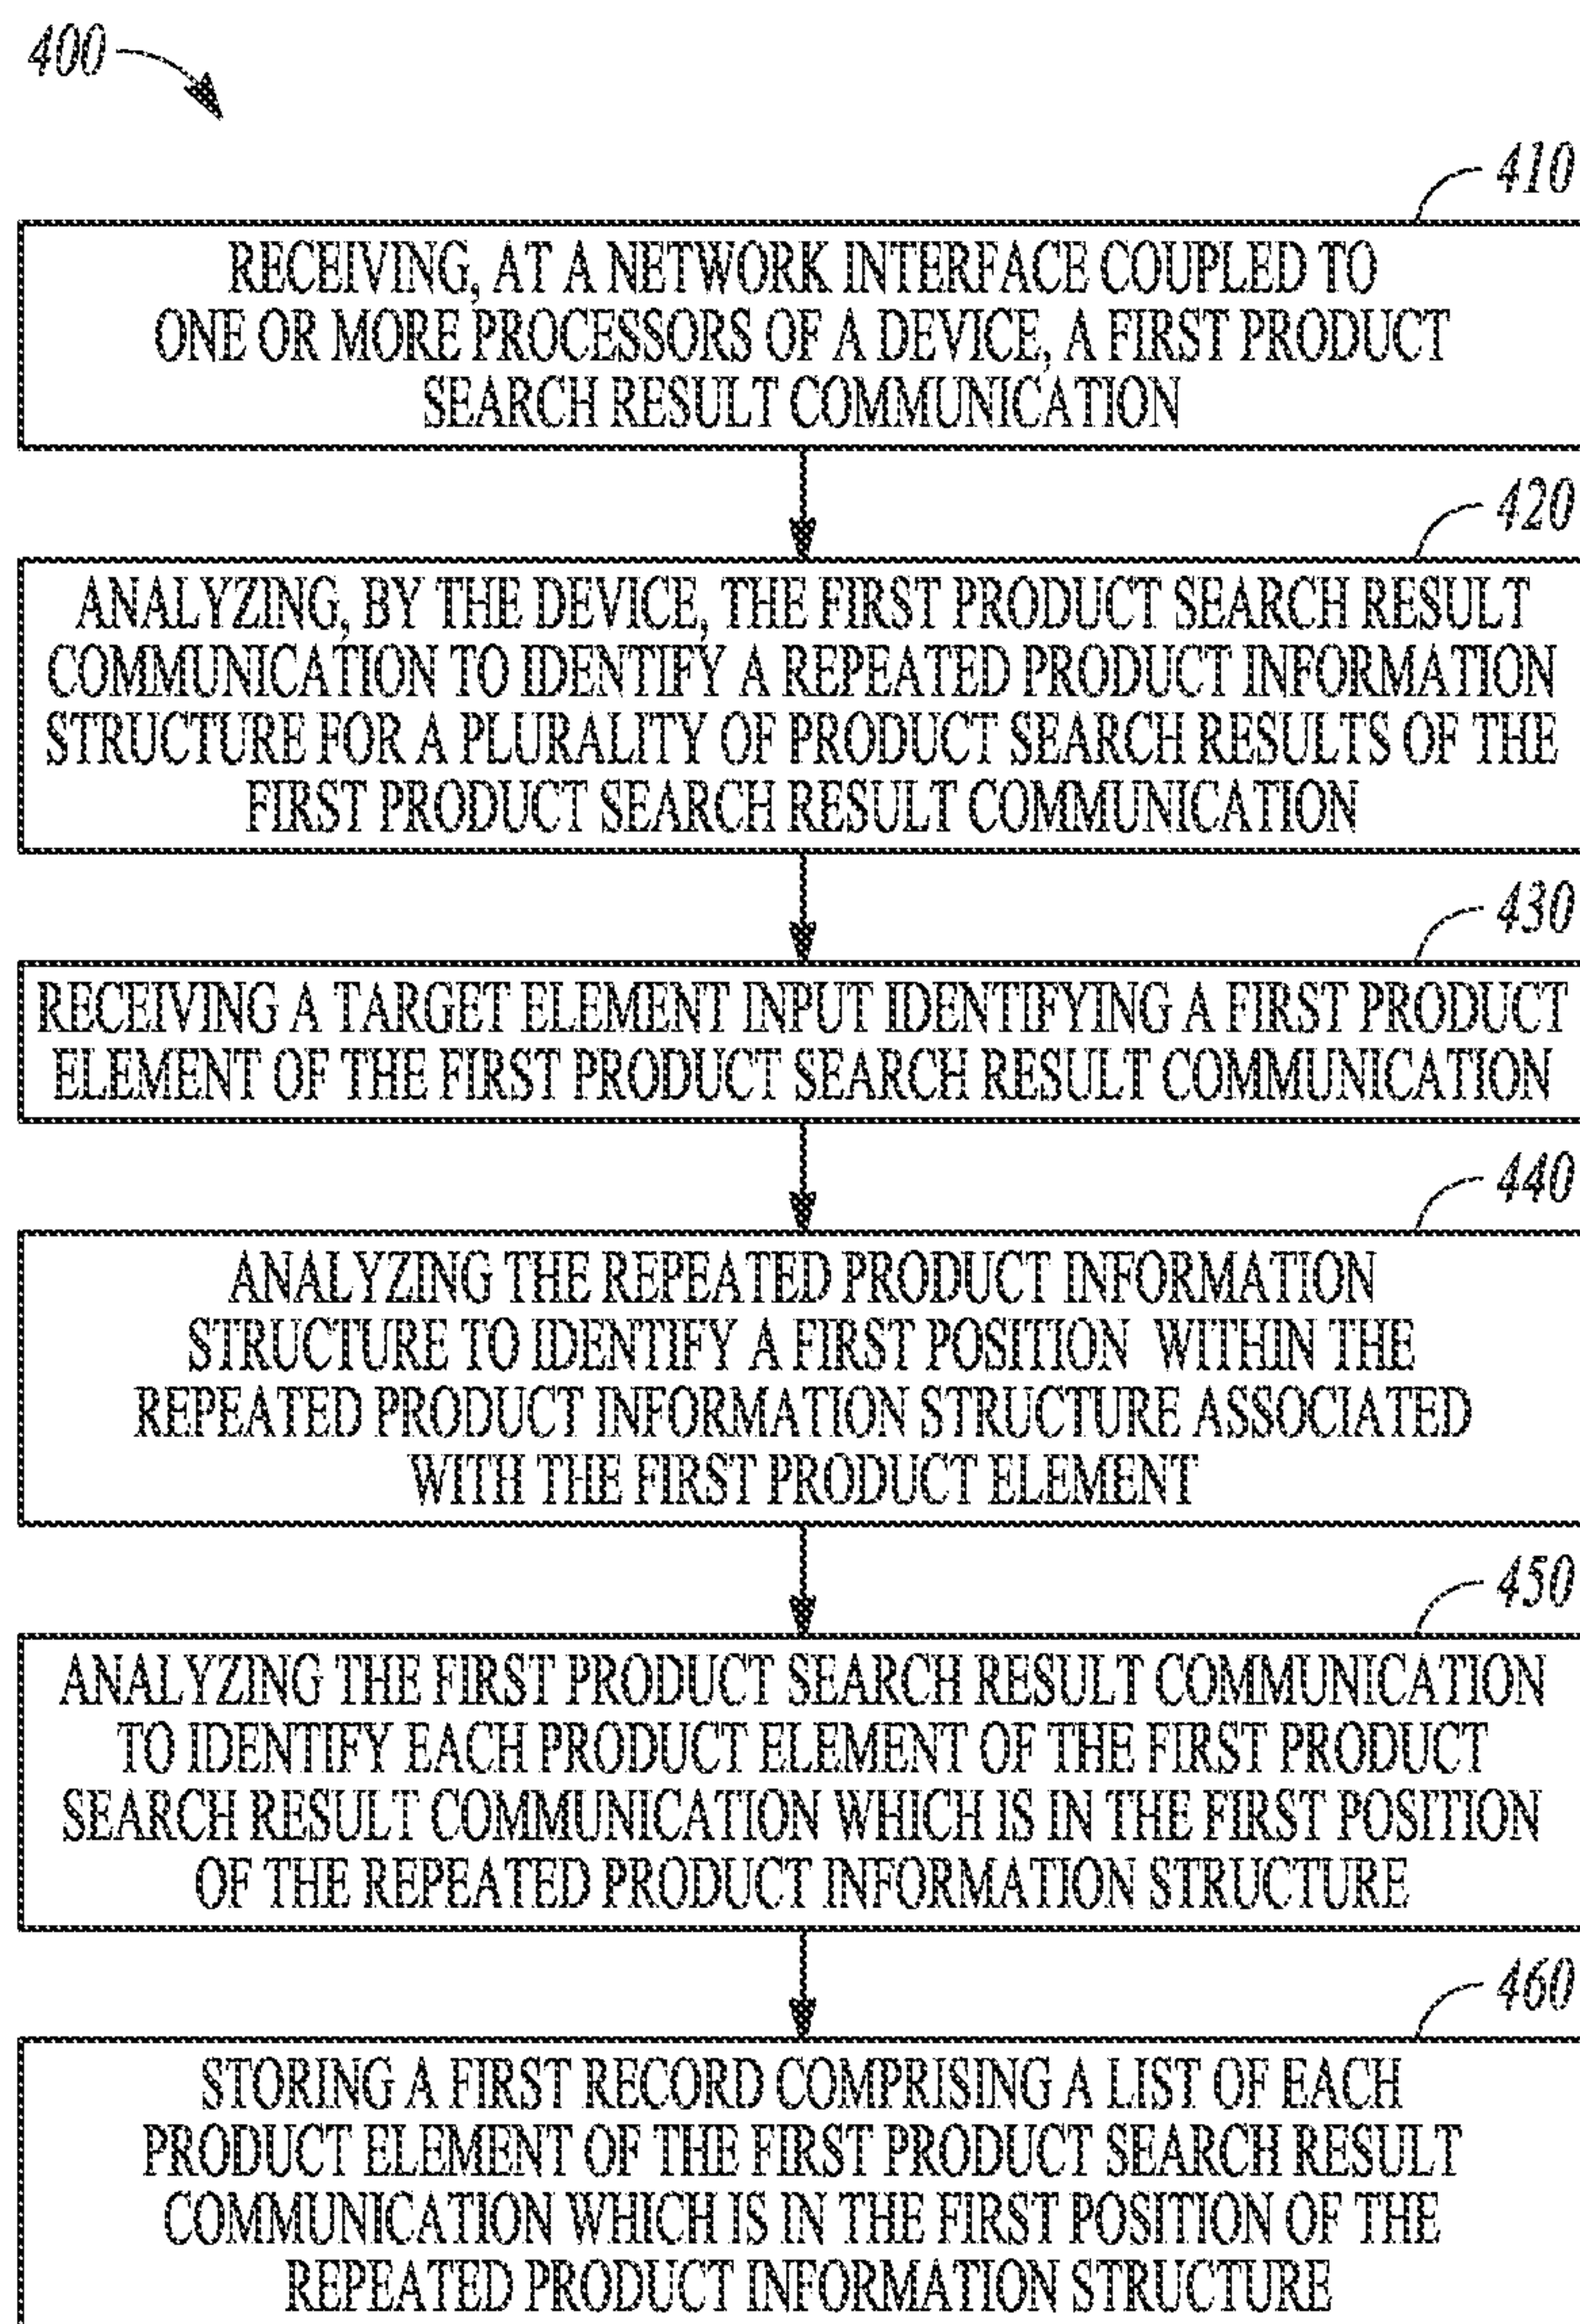 400
410
RECEIVING, AT A NETWORK INTERFACE COUPLED TO
ONE OR MORE PROCESSORS OF A DEVICE, A FIRST PRODUCT
SEARCH RESULT COMMUNICATION
420
ANALYZING, BY THE DEVICE, THE FIRST PRODUCT SEARCH RESULT
COMMUNICATION TO IDENTIFY A REPEATED PRODUCT INFORMATION
STRUCTURE FOR A PLURALITY OF PRODUCT SEARCH RESULTS OF THE
FIRST PRODUCT SEARCH RESULT COMMUNICATION
430
RECEIVING A TARGET ELEMENT INPUT IDENTIFYING A FIRST PRODUCT
ELEMENT OF THE FIRST PRODUCT SEARCH RESULT COMMUNICATION
440
ANALYZING THE REPEATED PRODUCT INFORMATION
STRUCTURE TO IDENTIFY A FIRST POSITION WITHIN THE
REPEATED PRODUCT INFORMATION STRUCTURE ASSOCIATED
WITH THE FIRST PRODUCT ELEMENT
450
ANALYZING THE FIRST PRODUCT SEARCH RESULT COMMUNICATION
TO IDENTIFY EACH PRODUCT ELEMENT OF THE FIRST PRODUCT
SEARCH RESULT COMMUNICATION WHICH IS IN THE FIRST POSITION
OF THE REPEATED PRODUCT INFORMATION STRUCTURE
460
STORING A FIRST RECORD COMPRISING A LIST OF EACH
PRODUCT ELEMENT OF THE FIRST PRODUCT SEARCH RESULT
COMMUNICATION WHICH IS IN THE FIRST POSITION OF THE
REPEATED PRODUCT INFORMATION STRUCTURE